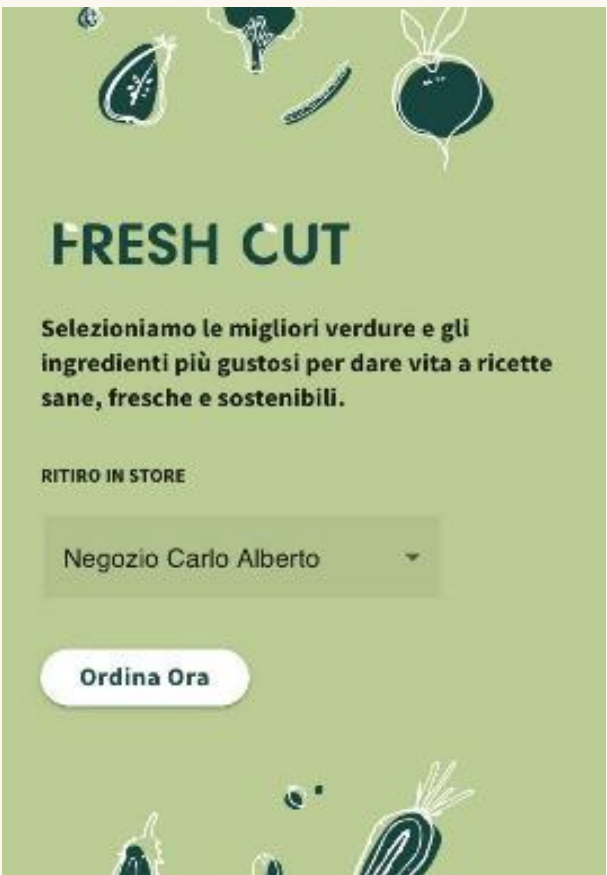 FRESH CUT
Selezioniamo le migliori verdure e gli
ingredienti più gustosi per dare vita a ricette
sane, fresche e sostenibili.
RITIRO IN STORE
Negozio Carlo Alberto
Ordina Ora